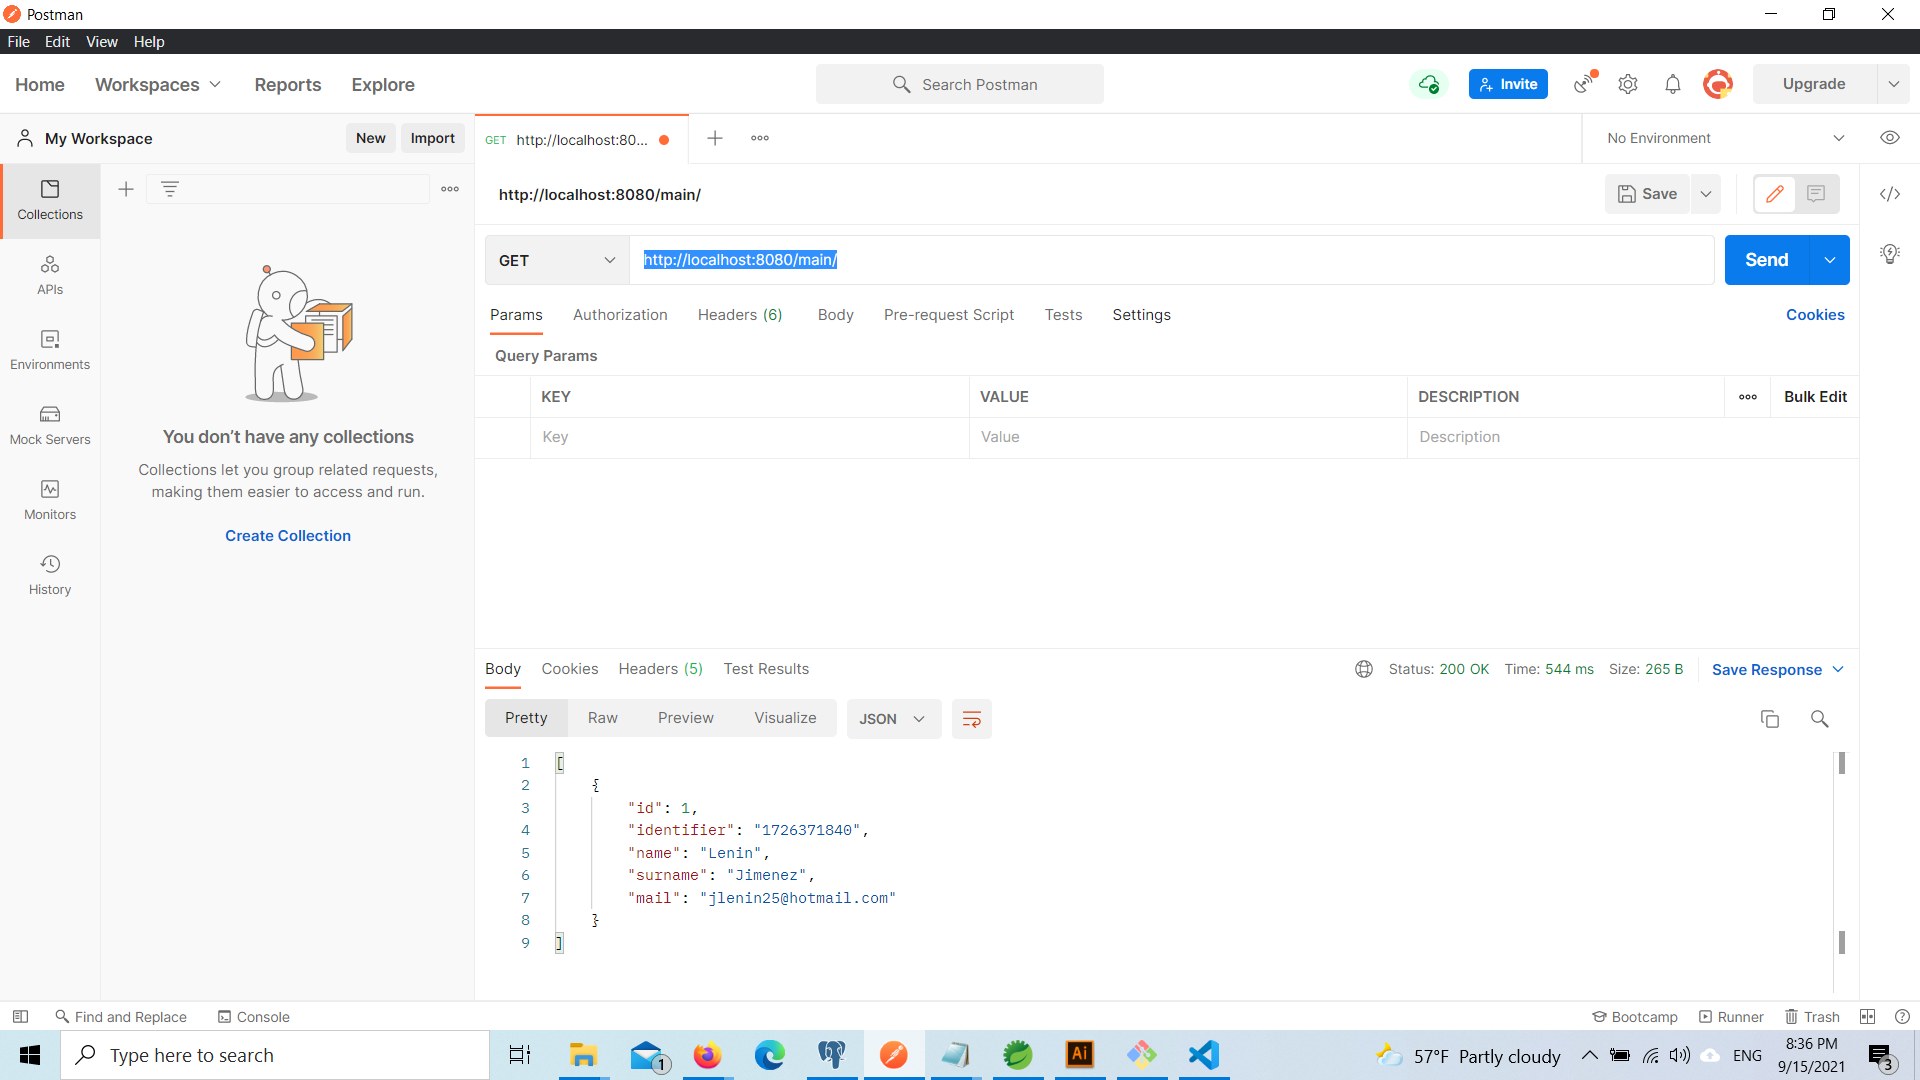 Postman
File Edit View Help
Home Workspaces Reports Explore Search Postman Invite Upgrade
My Workspace New Import GET http://localhost:80... No Environment
http://localhost:8080/main/ Save
GET http://localhost:8080/main/ Send
Params Authorization Headers (6) Body Pre-request Script Tests Settings Cookies
Query Params
KEY VALUE DESCRIPTION Bulk Edit
Key Value Description
Collections
APIs
Environments
Mock Servers
Monitors
History
You don’t have any collections
Collections let you group related requests,
making them easier to access and run.
Create Collection
Body Cookies Headers (5) Test Results Status: 200 OK Time: 544 ms Size: 265 B Save Response
Pretty Raw Preview Visualize JSON
1 [
2 {
3 "id": 1,
4 "identifier": "1726371840",
5 "name": "Lenin",
6 "surname": "Jimenez",
7 "mail": "jlenin25@hotmail.com"
8 }
9 ]
Find and Replace Console Bootcamp Runner Trash
Type here to search 1 Ai 57°F Partly cloudy ENG 8:36 PM
9/15/2021 3